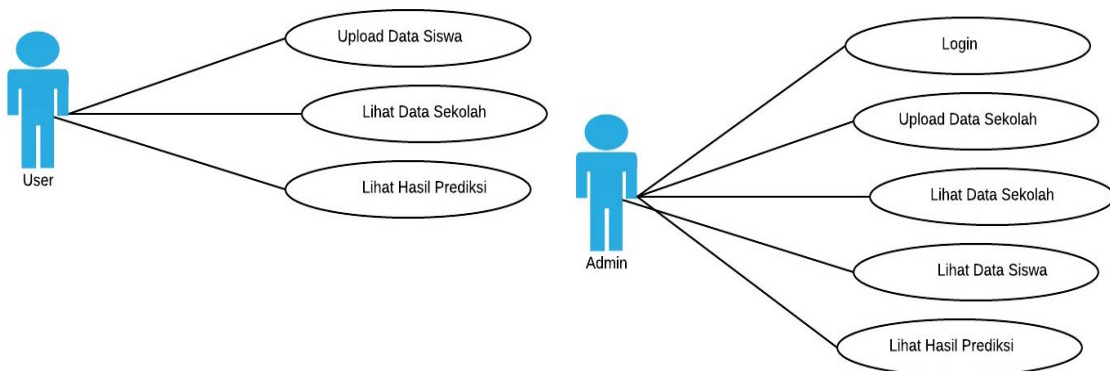 Upload Data Siswa
Lihat Data Sekolah
Lihat Hasil Prediksi
User
Login
Upload Data Sekolah
Lihat Data Sekolah
Lihat Data Siswa
Lihat Hasil Prediksi
Admin